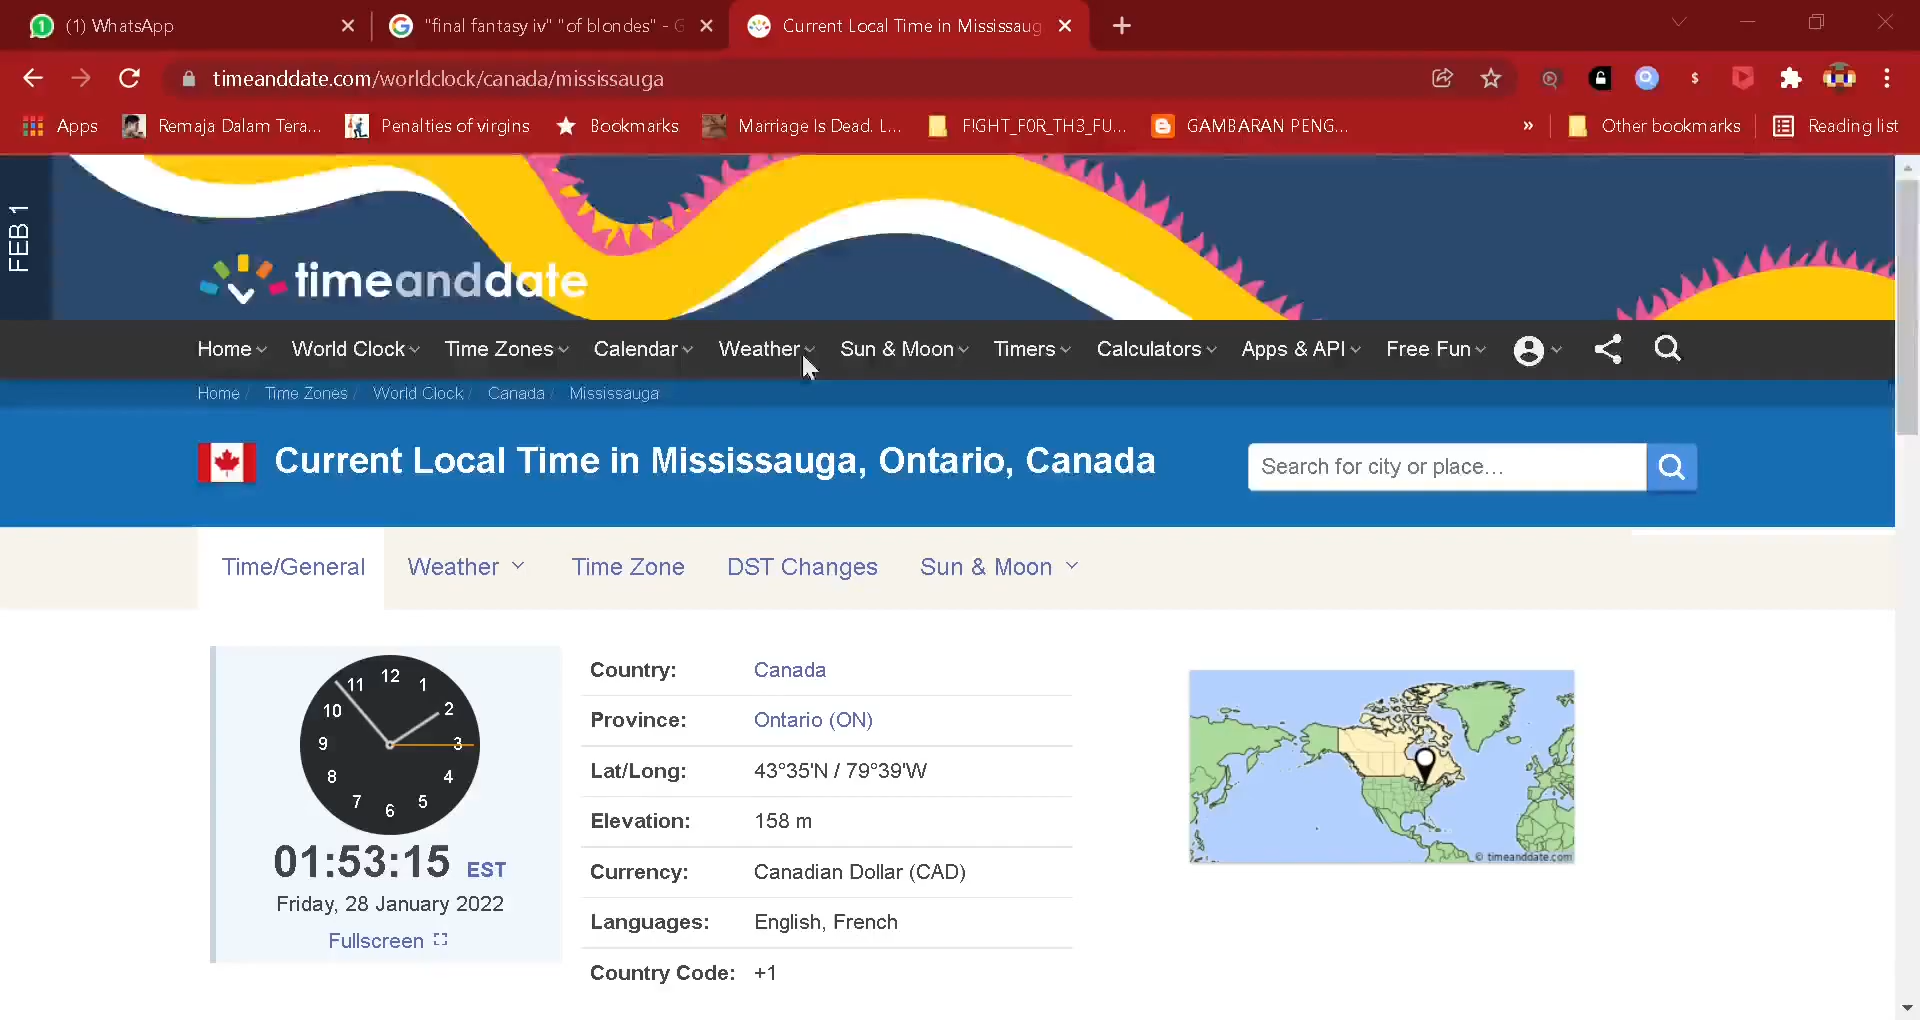 (1) WhatsApp
"final fantasy iv" "of blondes" - G
Current Local Time in Mississaug
timeanddate.com/worldclock/canada/mississauga
Apps
Remaja Dalam Tera...
Penalties of virgins
Bookmarks
Marriage Is Dead. L...
F!GHT_F0R_TH3_FU...
GAMBARAN PENG...
»
Other bookmarks
Reading list
FEB 1
timeanddate
Home
World Clock
Time Zones
Calendar
Weather
Sun & Moon
Timers
Calculators
Apps & API
Free Fun
Home / Time Zones / World Clock / Canada / Mississauga
Current Local Time in Mississauga, Ontario, Canada
Search for city or place...
Time/General
Weather
Time Zone
DST Changes
Sun & Moon
12
1
2
3
4
5
6
7
8
9
10
11
01:53:15 EST
Friday, 28 January 2022
Fullscreen
Country: Canada
Province: Ontario (ON)
Lat/Long: 43°35'N / 79°39'W
Elevation: 158 m
Currency: Canadian Dollar (CAD)
Languages: English, French
Country Code: +1
© timeanddate.com